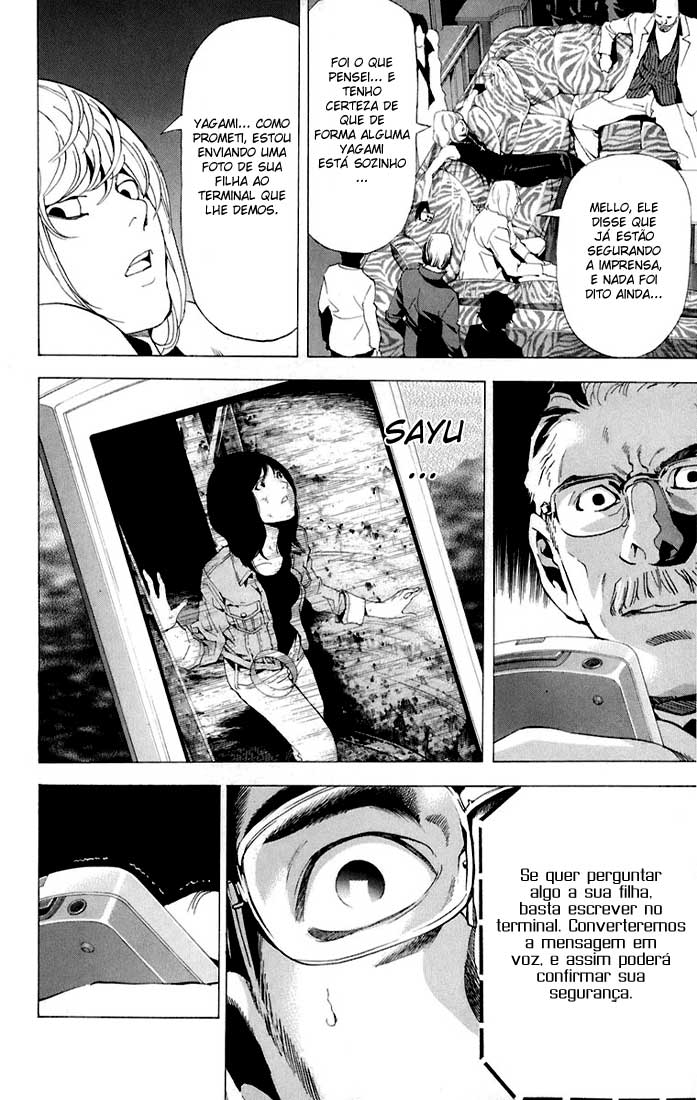 MELLO, ELE
DISSE QUE
JÁ ESTÃO
SEGURANDO
A IMPRENSA,
E NADA FOI
DITO AINDA...
FOI O QUE
PENSEI... E
TENHO
CERTEZA DE
QUE DE
FORMA ALGUMA
YAGAMI
ESTÁ SOZINHO
...
YAGAMI... COMO
PROMETI, ESTOU
ENVIANDO UMA
FOTO DE SUA
FILHA AO
TERMINAL QUE
LHE DEMOS.
SAYU
...
Se quer perguntar
algo a sua filha,
basta escrever no
terminal. Converteremos
a mensagem em
voz, e assim poderá
confirmar sua
segurança.